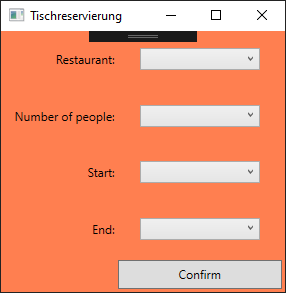 Tischreservierung
Restaurant:
Number of people:
Start:
End:
Confirm